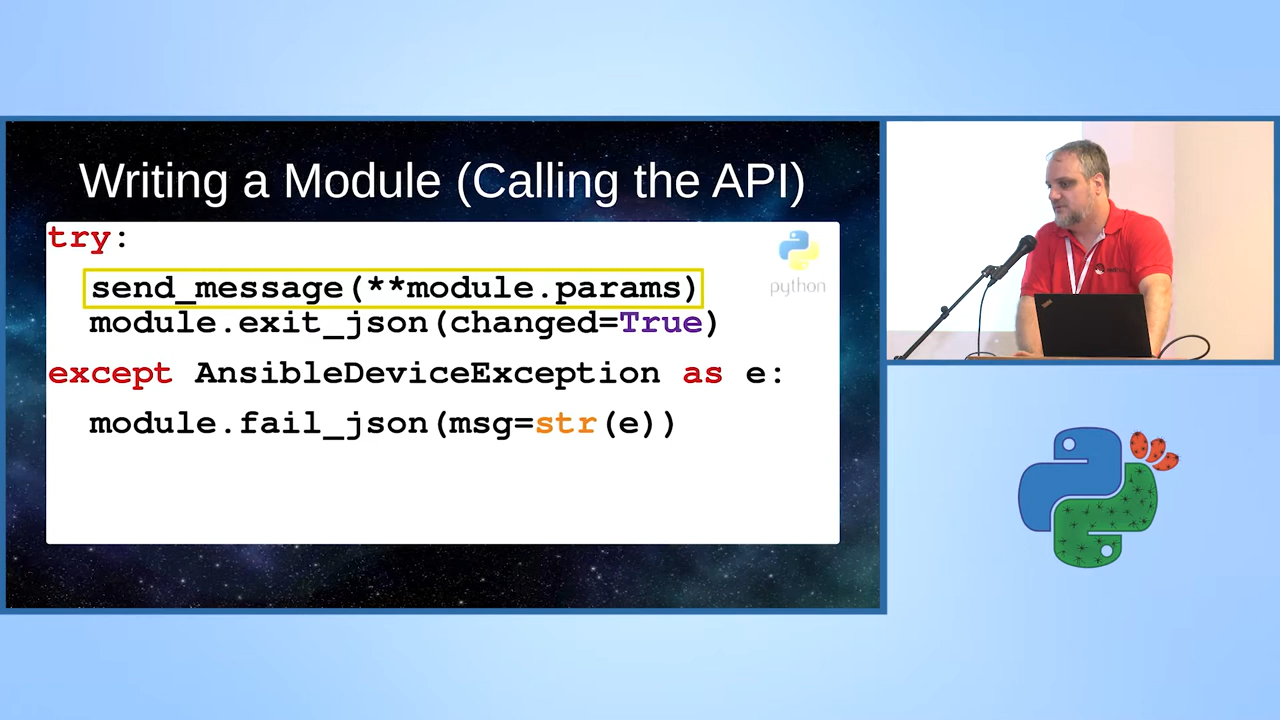 Writing a Module (Calling the API)
try:
send_message(**module.params)
module.exit_json(changed=True)
except AnsibleDeviceException as e:
module.fail_json(msg=str(e))
python